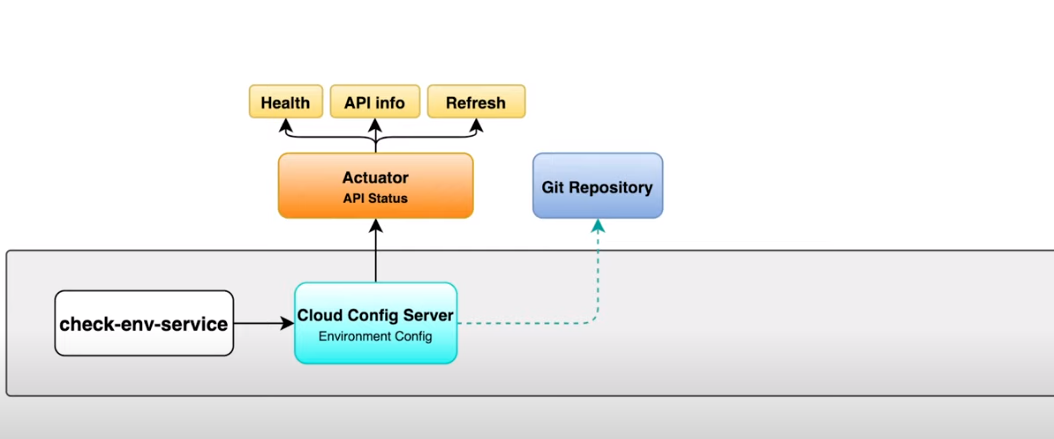 Health
API info
Refresh
Actuator
API Status
Git Repository
check-env-service
Cloud Config Server
Environment Config